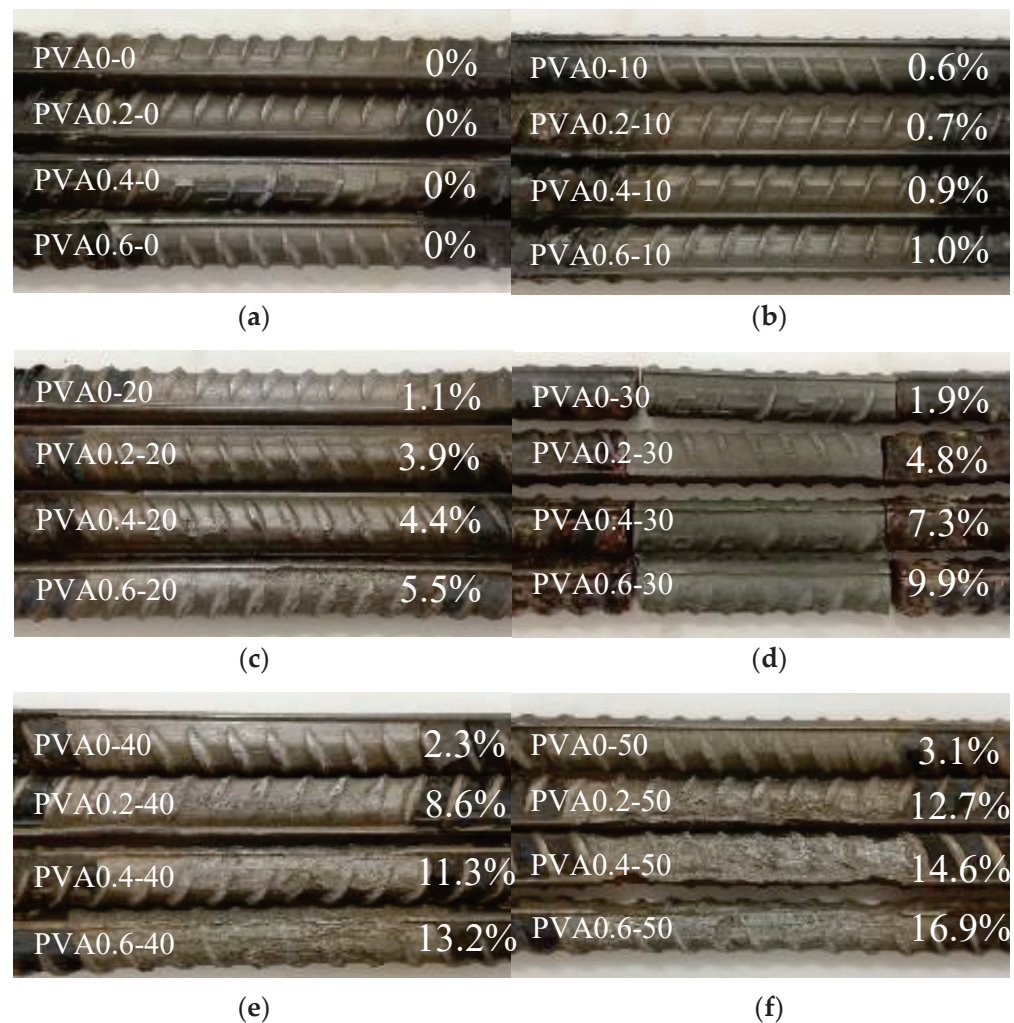 PVA0-0 0%
PVA0.2-0 0%
PVA0.4-0 0%
PVA0.6-0 0%
(a)
PVA0-10 0.6%
PVA0.2-10 0.7%
PVA0.4-10 0.9%
PVA0.6-10 1.0%
(b)
PVA0-20 1.1%
PVA0.2-20 3.9%
PVA0.4-20 4.4%
PVA0.6-20 5.5%
(c)
PVA0-30 1.9%
PVA0.2-30 4.8%
PVA0.4-30 7.3%
PVA0.6-30 9.9%
(d)
PVA0-40 2.3%
PVA0.2-40 8.6%
PVA0.4-40 11.3%
PVA0.6-40 13.2%
(e)
PVA0-50 3.1%
PVA0.2-50 12.7%
PVA0.4-50 14.6%
PVA0.6-50 16.9%
(f)